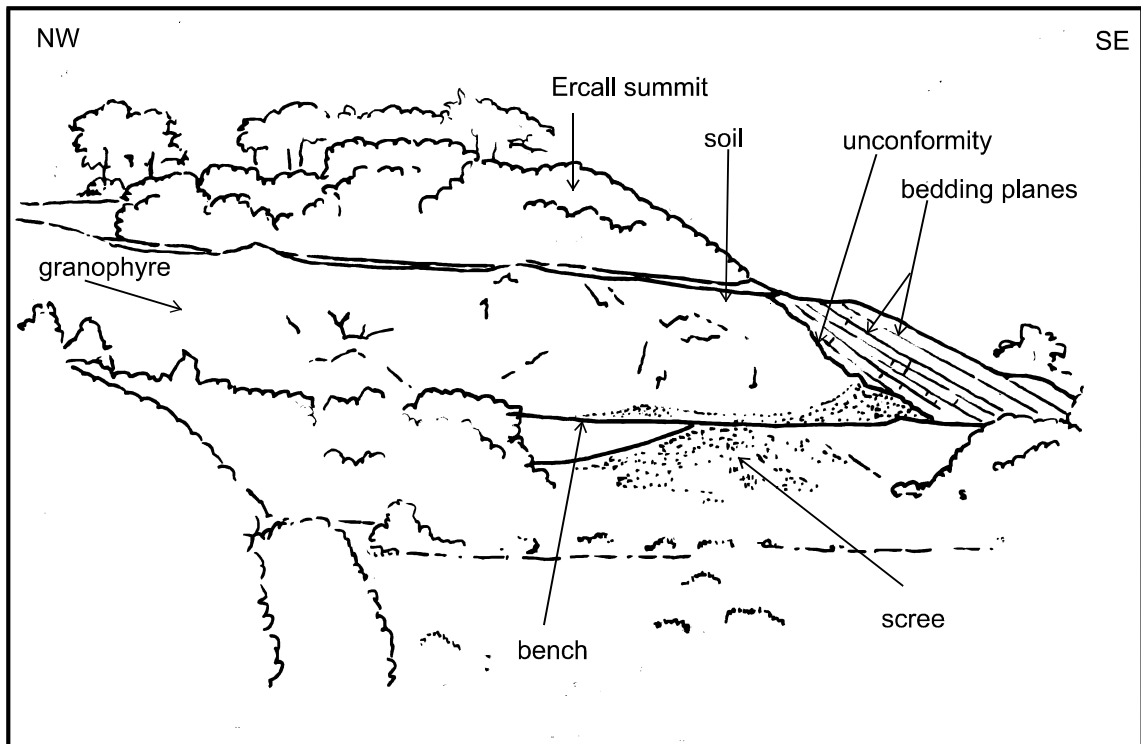 NW
SE
Ercall summit
soil
unconformity
bedding planes
granophyre
scree
bench